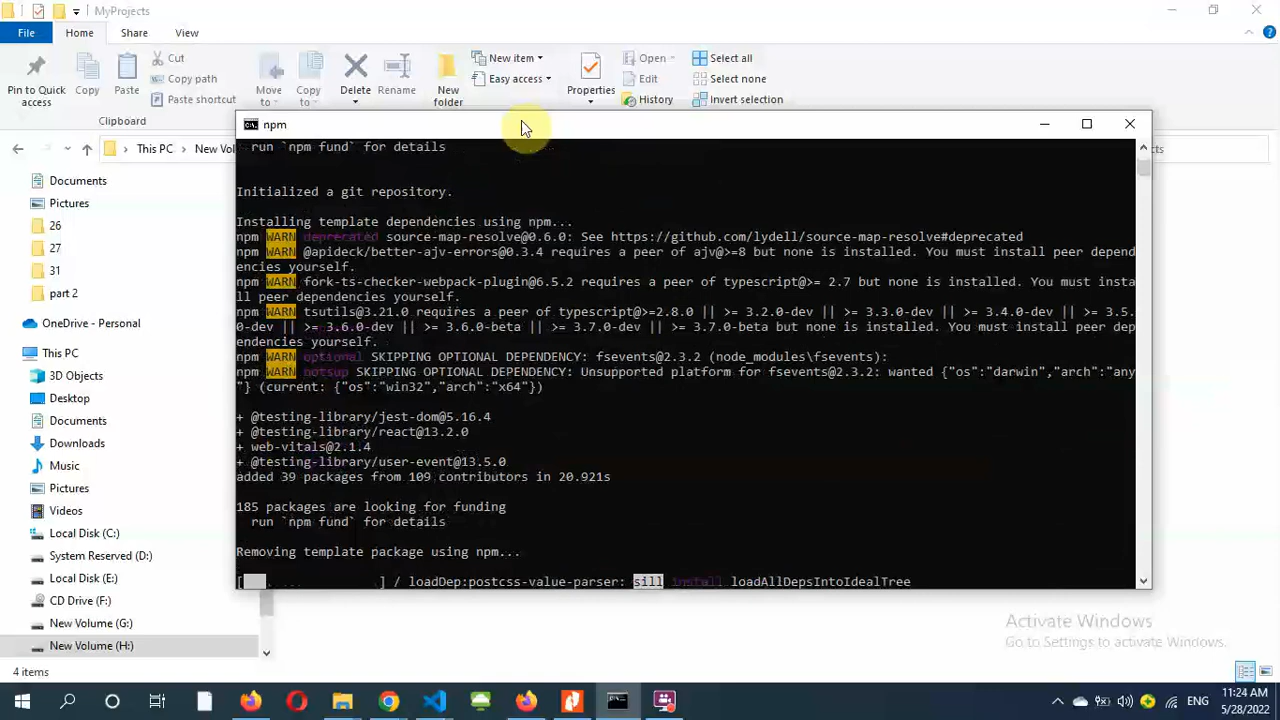 MyProjects
File
Home
Share
View
Pin to Quick access
Copy
Paste
Cut
Copy path
Paste shortcut
Clipboard
Move to
Copy to
Delete
Rename
New folder
New item
Easy access
Properties
Open
Edit
History
Select all
Select none
Invert selection
This PC
New Vol
Documents
Pictures
26
27
31
part 2
OneDrive - Personal
This PC
3D Objects
Desktop
Documents
Downloads
Music
Pictures
Videos
Local Disk (C:)
System Reserved (D:)
Local Disk (E:)
CD Drive (F:)
New Volume (G:)
New Volume (H:)
4 items
npm
run `npm fund` for details
Initialized a git repository.
Installing template dependencies using npm...
npm WARN deprecated source-map-resolve@0.6.0: See https://github.com/lydell/source-map-resolve#deprecated
npm WARN @apideck/better-ajv-errors@0.3.4 requires a peer of ajv@>=8 but none is installed. You must install peer depend
encies yourself.
npm WARN fork-ts-checker-webpack-plugin@6.5.2 requires a peer of typescript@>= 2.7 but none is installed. You must insta
ll peer dependencies yourself.
npm WARN tsutils@3.21.0 requires a peer of typescript@>=2.8.0 || >= 3.2.0-dev || >= 3.3.0-dev || >= 3.4.0-dev || >= 3.5.
0-dev || >= 3.6.0-dev || >= 3.6.0-beta || >= 3.7.0-dev || >= 3.7.0-beta but none is installed. You must install peer dep
endencies yourself.
npm WARN optional SKIPPING OPTIONAL DEPENDENCY: fsevents@2.3.2 (node_modules\fsevents):
npm WARN notsup SKIPPING OPTIONAL DEPENDENCY: Unsupported platform for fsevents@2.3.2: wanted {"os":"darwin","arch":"any
"} (current: {"os":"win32","arch":"x64"})
+ @testing-library/jest-dom@5.16.4
+ @testing-library/react@13.2.0
+ web-vitals@2.1.4
+ @testing-library/user-event@13.5.0
added 39 packages from 109 contributors in 20.921s
185 packages are looking for funding
run `npm fund` for details
Removing template package using npm...
[ ... ] / loadDep:postcss-value-parser: sill install loadAllDepsIntoIdealTree
Activate Windows
Go to Settings to activate Windows.
ENG
11:24 AM
5/28/2022